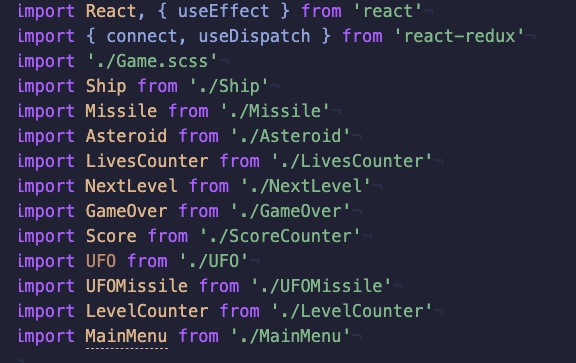 import React, { useEffect } from 'react'¬
import { connect, useDispatch } from 'react-redux'¬
import './Game.scss'¬
import Ship from './Ship'¬
import Missile from './Missile'¬
import Asteroid from './Asteroid'¬
import LivesCounter from './LivesCounter'¬
import NextLevel from './NextLevel'¬
import GameOver from './GameOver'¬
import Score from './ScoreCounter'¬
import UFO from './UFO'¬
import UFOMissile from './UFOMissile'¬
import LevelCounter from './LevelCounter'¬
import MainMenu from './MainMenu'¬